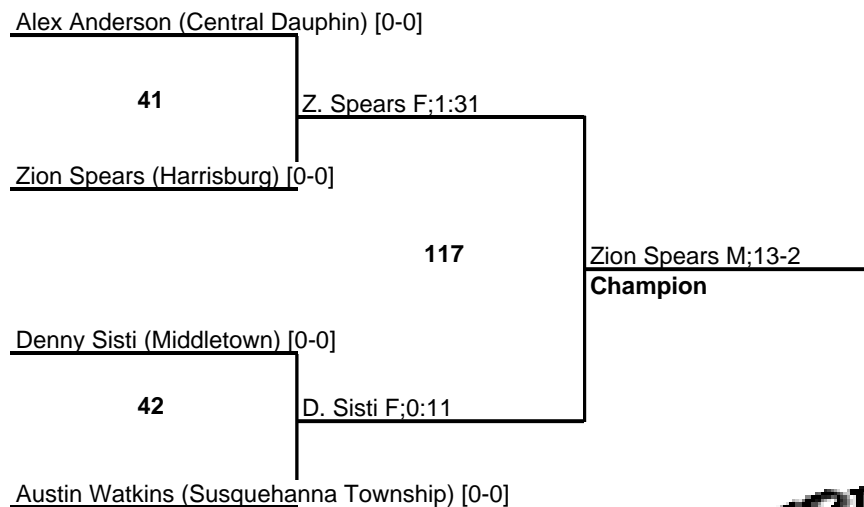 Alex Anderson (Central Dauphin) [0-0]
41
Z. Spears F;1:31
Zion Spears (Harrisburg) [0-0]
117
Zion Spears M;13-2
Champion
Denny Sisti (Middletown) [0-0]
42
D. Sisti F;0:11
Austin Watkins (Susquehanna Township) [0-0]